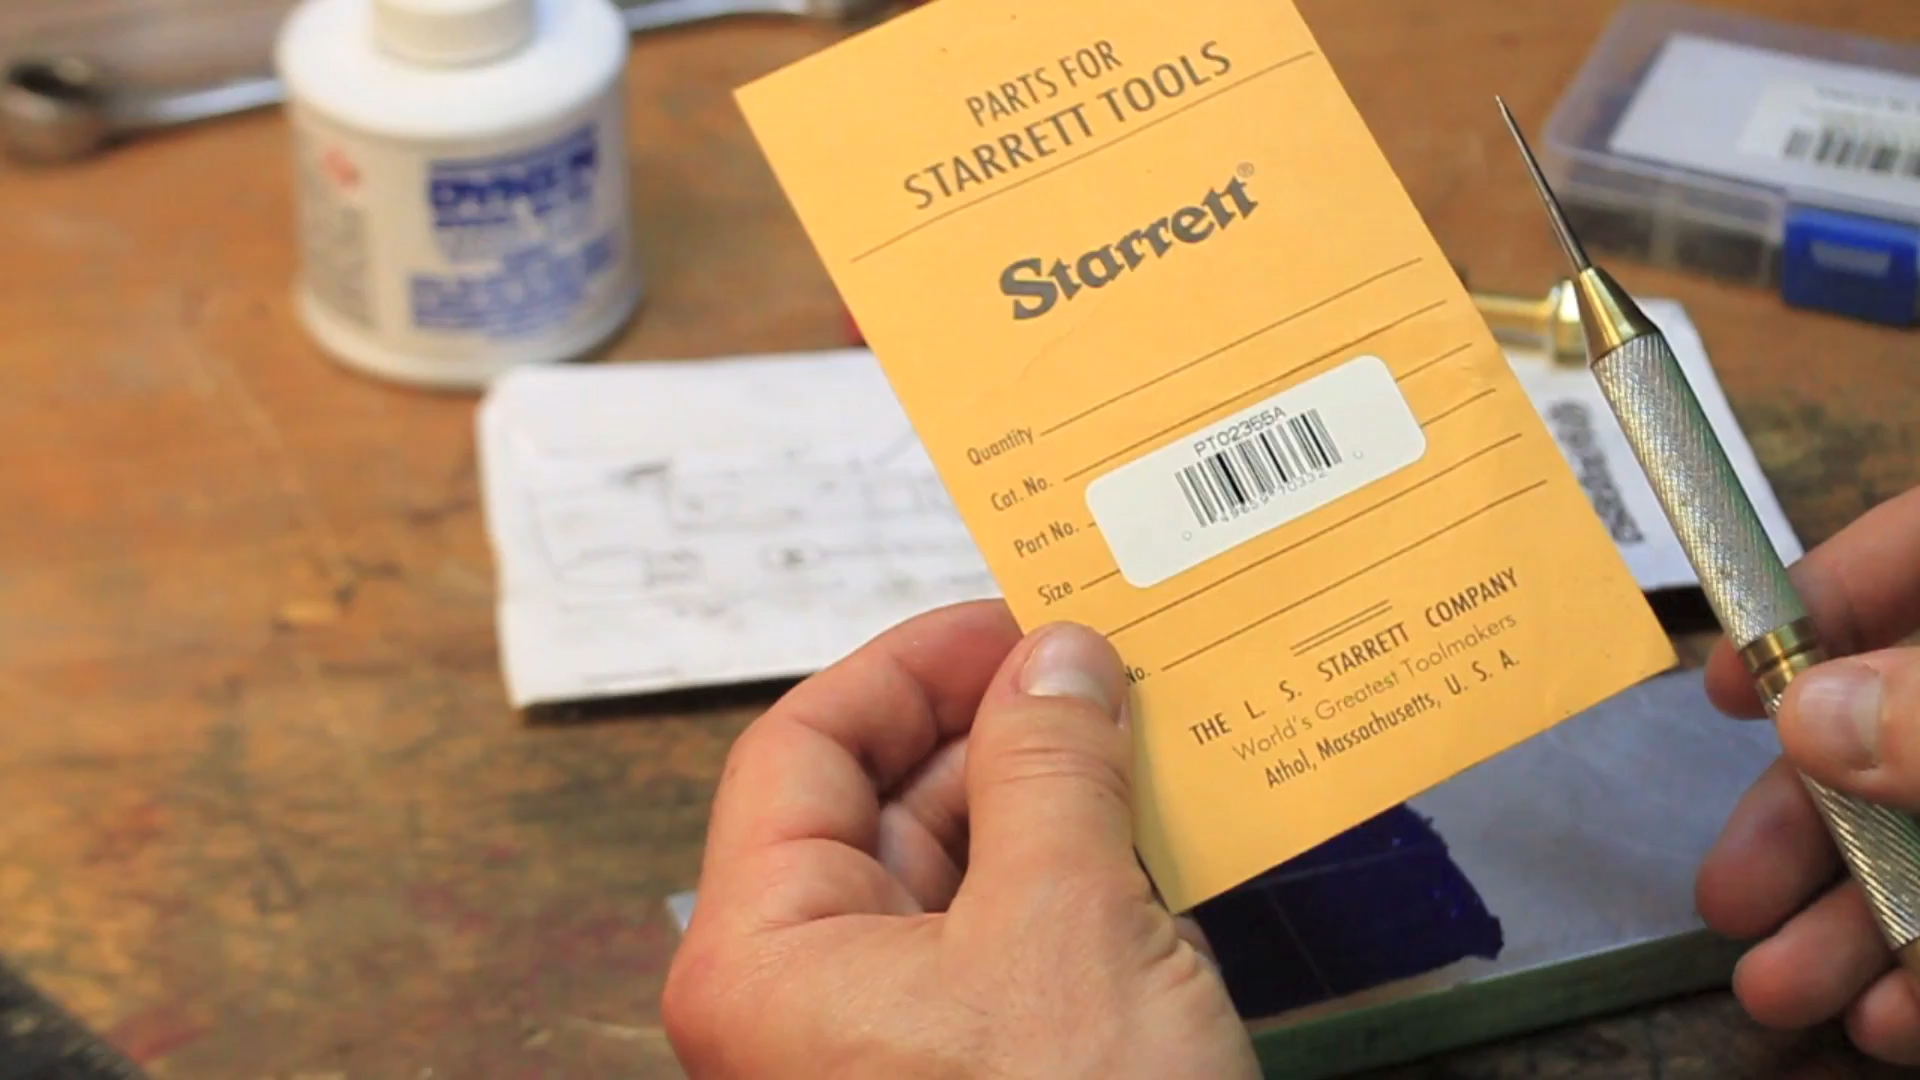 PARTS FOR
STARRETT TOOLS
Starrett®
Quantity
Cat. No.
PT02355A
Part No.
Size
No.
THE L. S. STARRETT COMPANY
World's Greatest Toolmakers
Athol, Massachusetts, U. S. A.